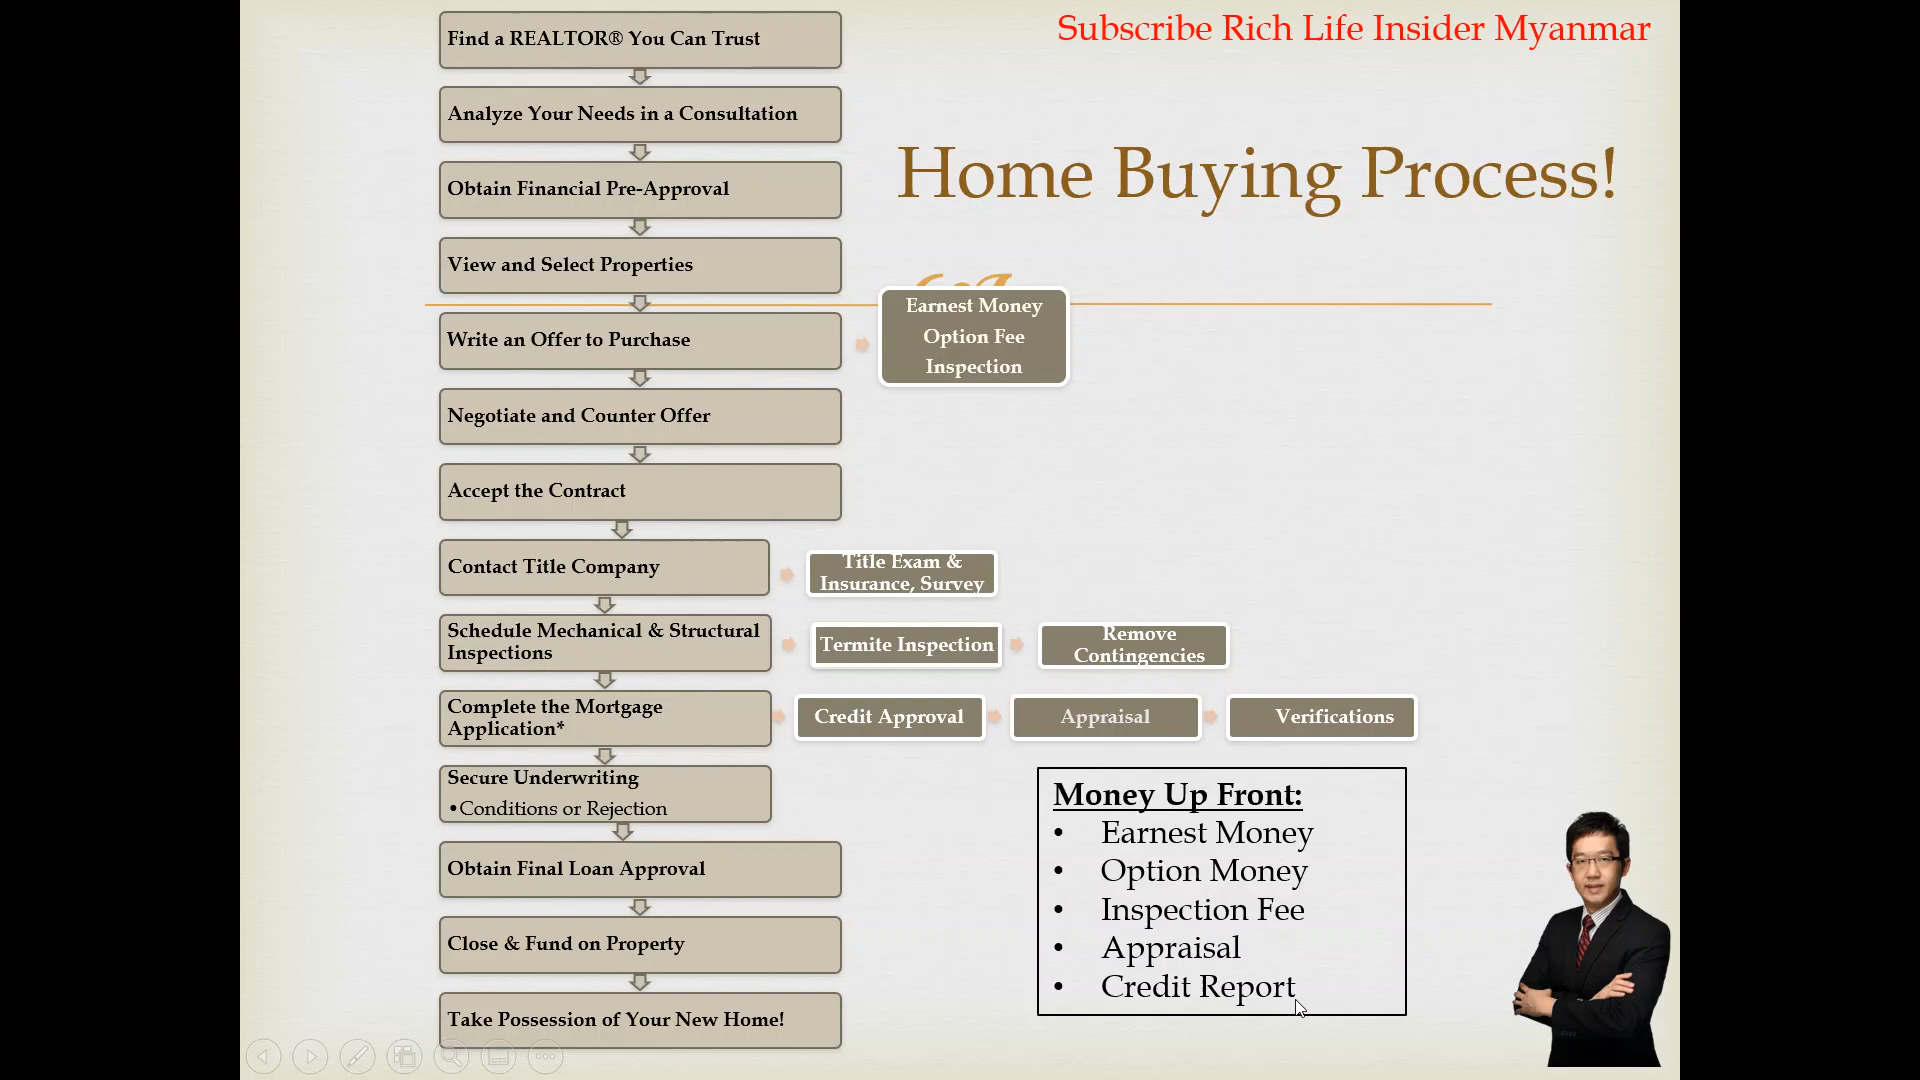 Subscribe Rich Life Insider Myanmar
Home Buying Process!
Find a REALTOR® You Can Trust
Analyze Your Needs in a Consultation
Obtain Financial Pre-Approval
View and Select Properties
Write an Offer to Purchase
Earnest Money
Option Fee
Inspection
Negotiate and Counter Offer
Accept the Contract
Contact Title Company
Title Exam &
Insurance, Survey
Schedule Mechanical & Structural
Inspections
Termite Inspection
Remove
Contingencies
Complete the Mortgage
Application*
Credit Approval
Appraisal
Verifications
Secure Underwriting
•Conditions or Rejection
Obtain Final Loan Approval
Close & Fund on Property
Take Possession of Your New Home!
Money Up Front:
• Earnest Money
• Option Money
• Inspection Fee
• Appraisal
• Credit Report